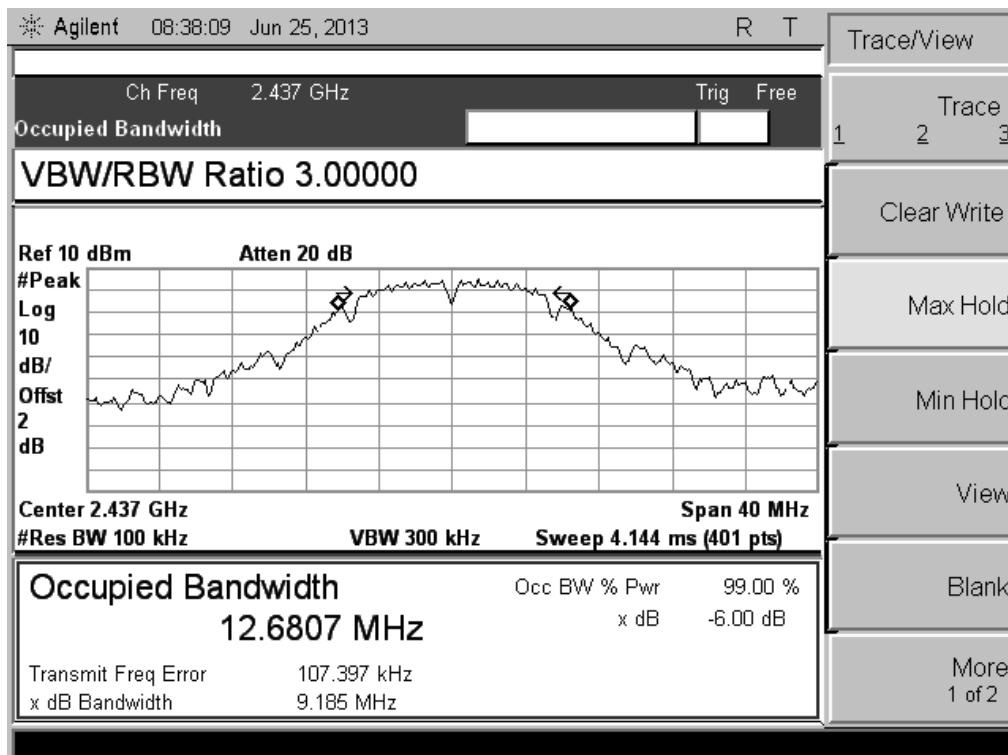 Agilent 08:38:09 Jun 25, 2013 R T
Trace/View
Ch Freq 2.437 GHz Trig Free
Occupied Bandwidth
Trace
1 2 3
VBW/RBW Ratio 3.00000
Clear Write
Ref 10 dBm Atten 20 dB
#Peak
Log
10
dB/
Offst
2
dB
Max Hold
Min Hold
Center 2.437 GHz Span 40 MHz
#Res BW 100 kHz VBW 300 kHz Sweep 4.144 ms (401 pts)
View
Occupied Bandwidth Occ BW % Pwr 99.00 %
12.6807 MHz x dB -6.00 dB
Blank
Transmit Freq Error 107.397 kHz
x dB Bandwidth 9.185 MHz
More
1 of 2